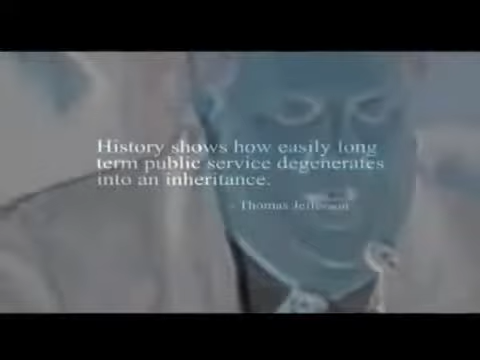 History shows how easily long
term public service degenerates
into an inheritance.
- Thomas Jefferson